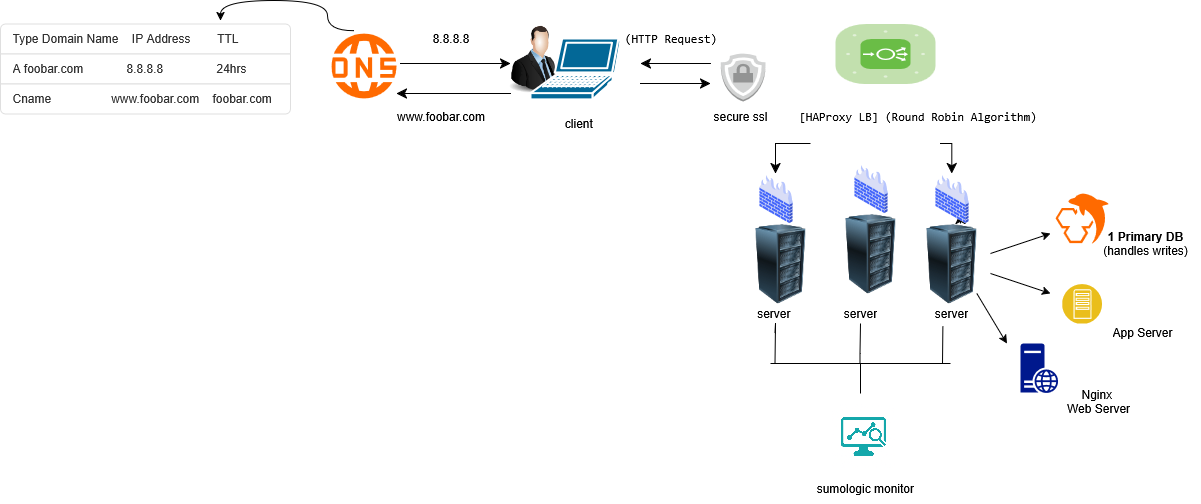 Type Domain Name IP Address TTL
A foobar.com 8.8.8.8 24hrs
Cname www.foobar.com foobar.com
DNS
8.8.8.8
www.foobar.com
client
(HTTP Request)
secure ssl
[HAProxy LB] (Round Robin Algorithm)
server
server
server
1 Primary DB
(handles writes)
App Server
Nginx
Web Server
sumologic monitor